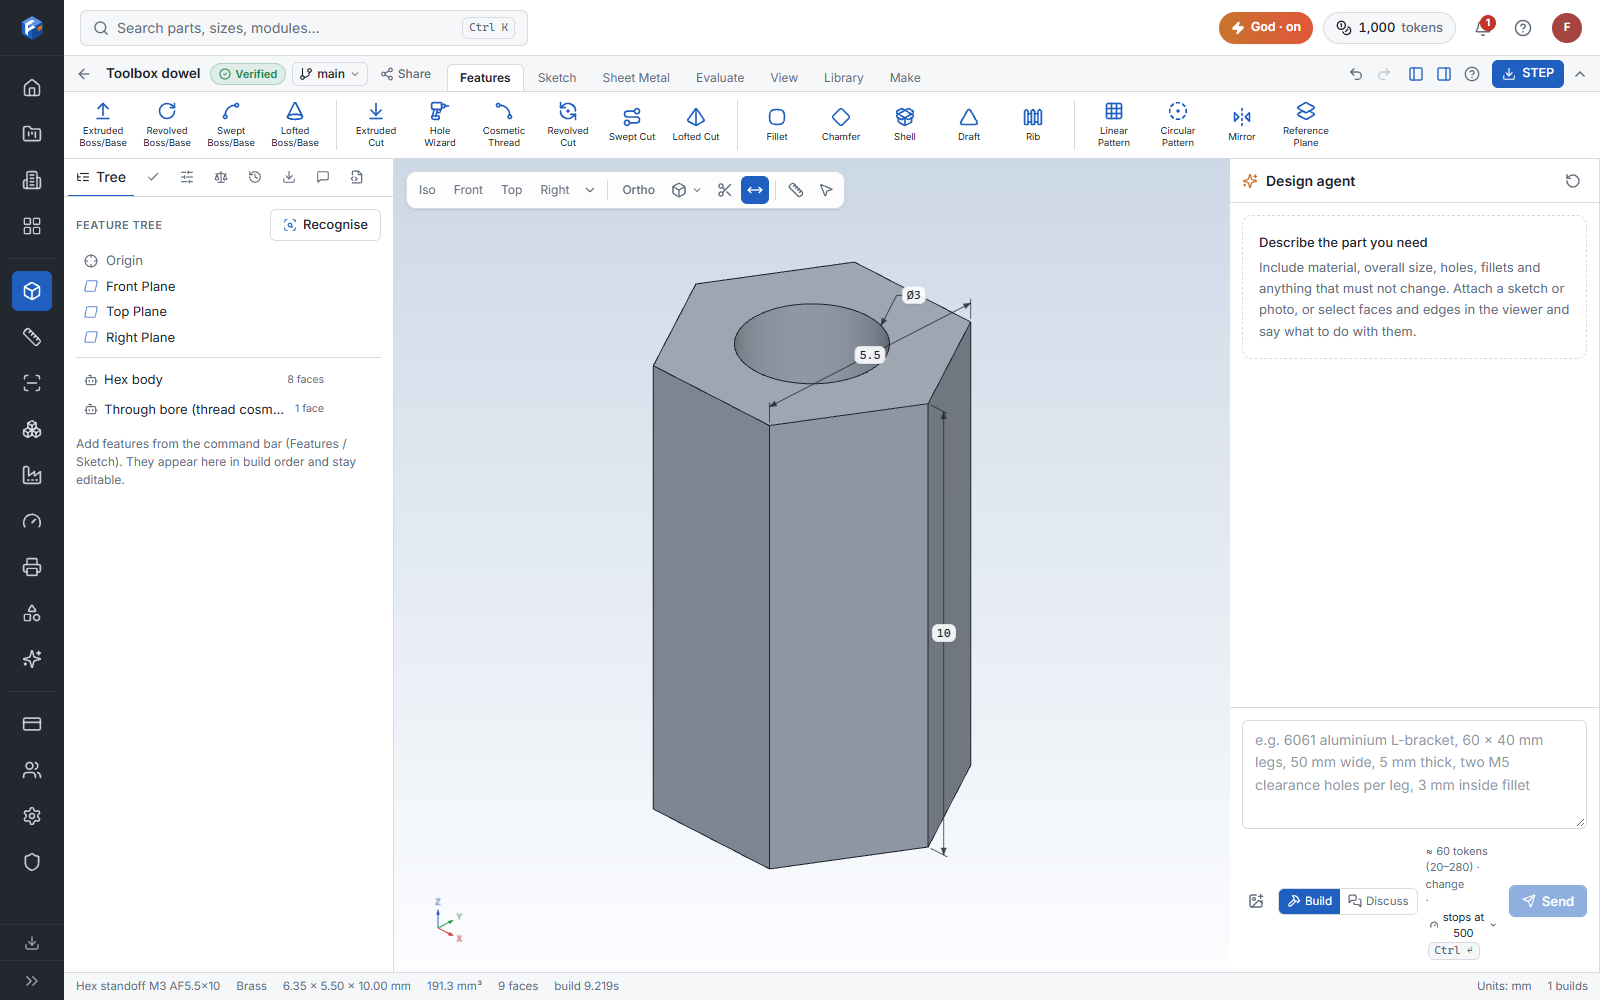 Search parts, sizes, modules...
Ctrl K
God · on
1,000 tokens
1
F
Toolbox dowel
Verified
main
Share
Features
Sketch
Sheet Metal
Evaluate
View
Library
Make
STEP
Extruded Boss/Base
Revolved Boss/Base
Swept Boss/Base
Lofted Boss/Base
Extruded Cut
Hole Wizard
Cosmetic Thread
Revolved Cut
Swept Cut
Lofted Cut
Fillet
Chamfer
Shell
Draft
Rib
Linear Pattern
Circular Pattern
Mirror
Reference Plane
Tree
FEATURE TREE
Recognise
Origin
Front Plane
Top Plane
Right Plane
Hex body 8 faces
Through bore (thread cosm... 1 face
Add features from the command bar (Features /
Sketch). They appear here in build order and stay
editable.
Iso
Front
Top
Right
Ortho
Ø3
5.5
10
Z
Y
X
Design agent
Describe the part you need
Include material, overall size, holes, fillets and
anything that must not change. Attach a sketch or
photo, or select faces and edges in the viewer and
say what to do with them.
e.g. 6061 aluminium L-bracket, 60 × 40 mm
legs, 50 mm wide, 5 mm thick, two M5
clearance holes per leg, 3 mm inside fillet
Build
Discuss
≈ 60 tokens
(20–280) ·
change
·
stops at
500
Ctrl ⏎
Send
Hex standoff M3 AF5.5×10
Brass
6.35 × 5.50 × 10.00 mm
191.3 mm³
9 faces
build 9.219s
Units: mm
1 builds